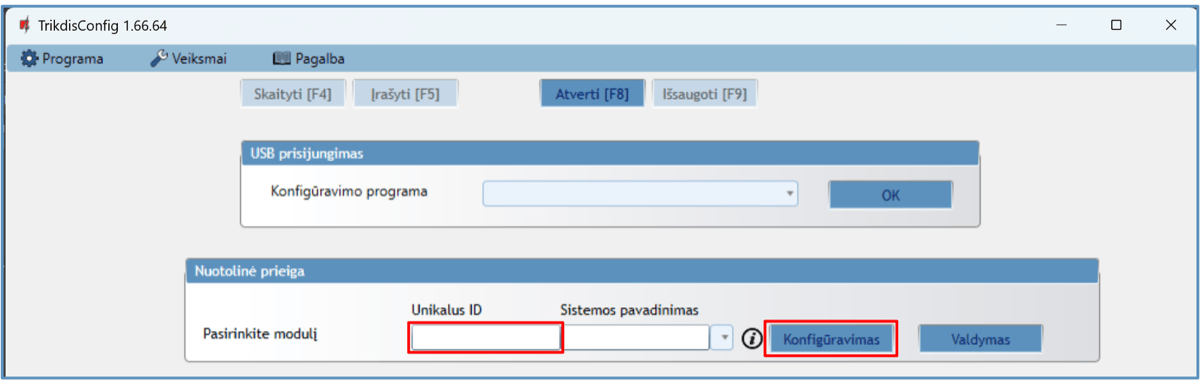 TrikdisConfig 1.66.64
Programa Veiksmai Pagalba
Skaityti [F4] Įrašyti [F5] Atverti [F8] Išsaugoti [F9]
USB prisijungimas
Konfigūravimo programa OK
Nuotolinė prieiga
Unikalus ID Sistemos pavadinimas
Pasirinkite modulį Konfigūravimas Valdymas